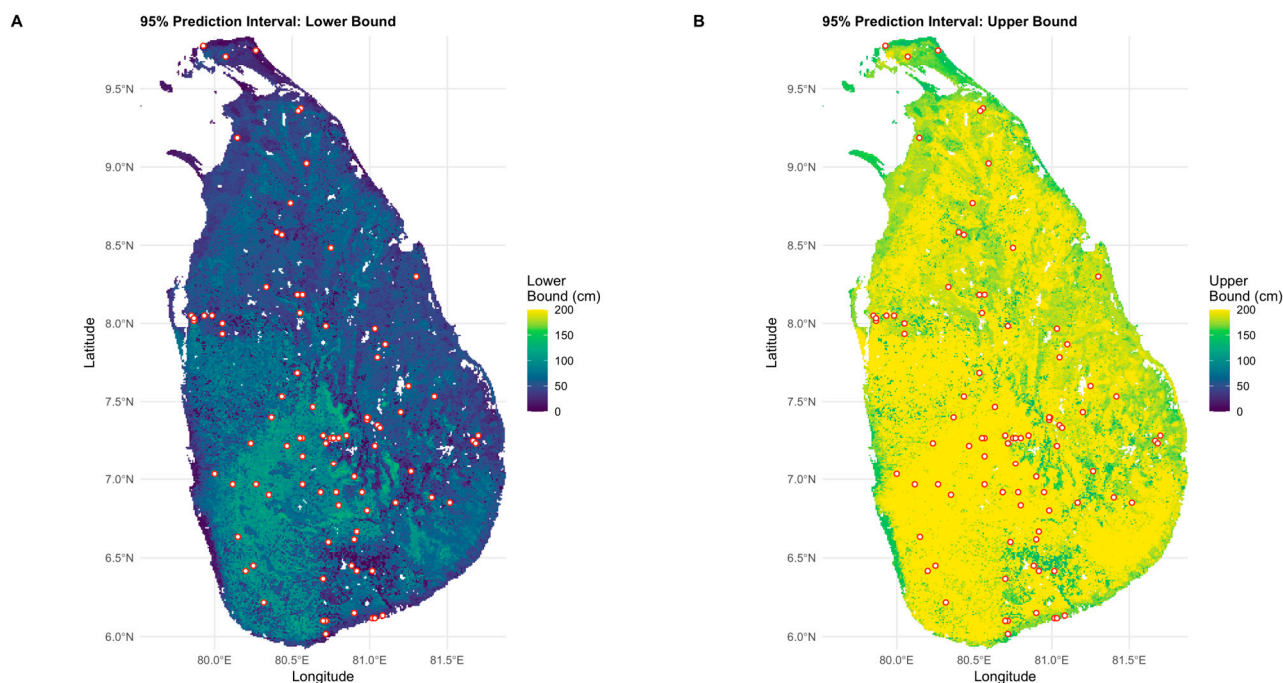 A
95% Prediction Interval: Lower Bound
9.5°N
9.0°N
8.5°N
8.0°N
7.5°N
7.0°N
6.5°N
6.0°N
Latitude
80.0°E 80.5°E 81.0°E 81.5°E
Longitude
Lower
Bound (cm)
200
150
100
50
0
B
95% Prediction Interval: Upper Bound
9.5°N
9.0°N
8.5°N
8.0°N
7.5°N
7.0°N
6.5°N
6.0°N
Latitude
80.0°E 80.5°E 81.0°E 81.5°E
Longitude
Upper
Bound (cm)
200
150
100
50
0